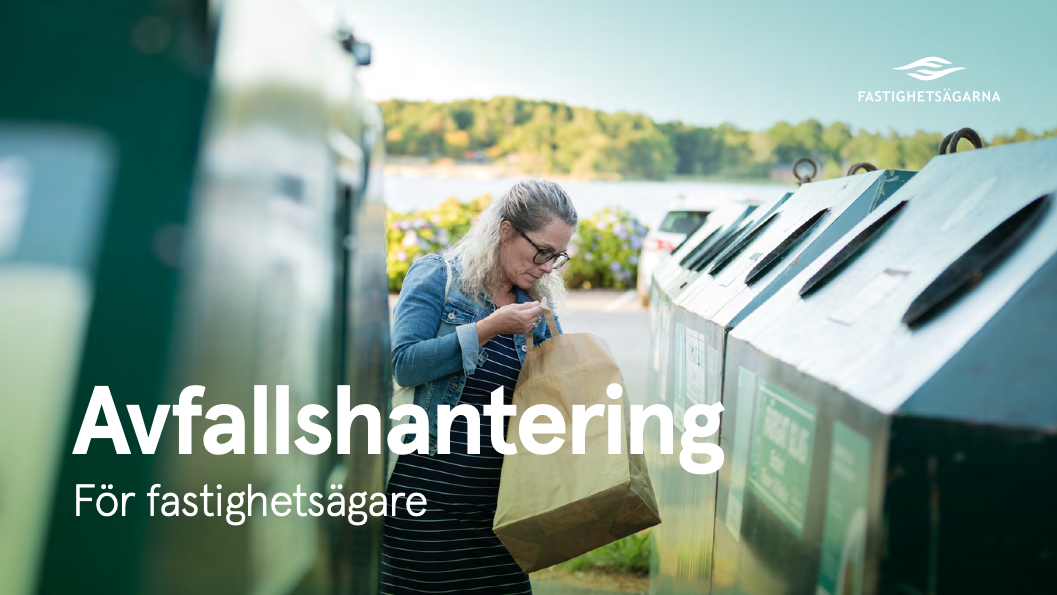 FASTIGHETSÄGARNA
Avfallshantering
För fastighetsägare